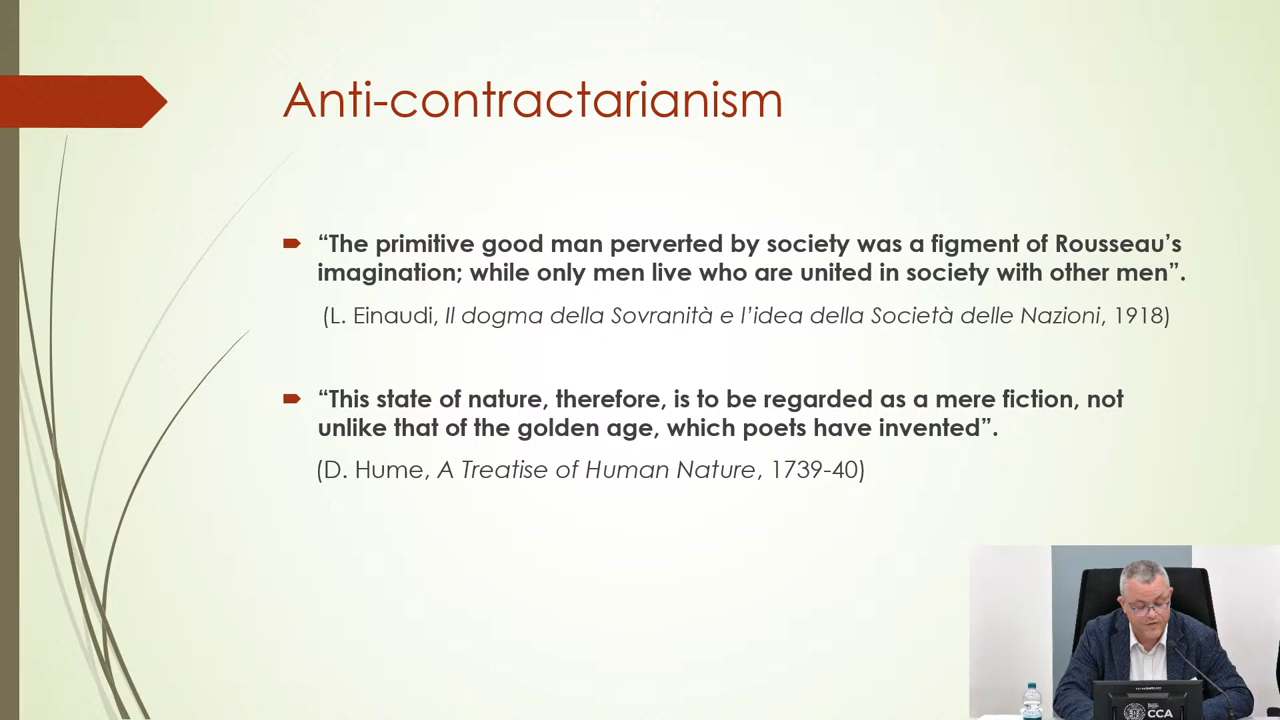 Anti-contractarianism
“The primitive good man perverted by society was a figment of Rousseau’s
imagination; while only men live who are united in society with other men”.
(L. Einaudi, Il dogma della Sovranità e l’idea della Società delle Nazioni, 1918)
“This state of nature, therefore, is to be regarded as a mere fiction, not
unlike that of the golden age, which poets have invented”.
(D. Hume, A Treatise of Human Nature, 1739-40)
CCA